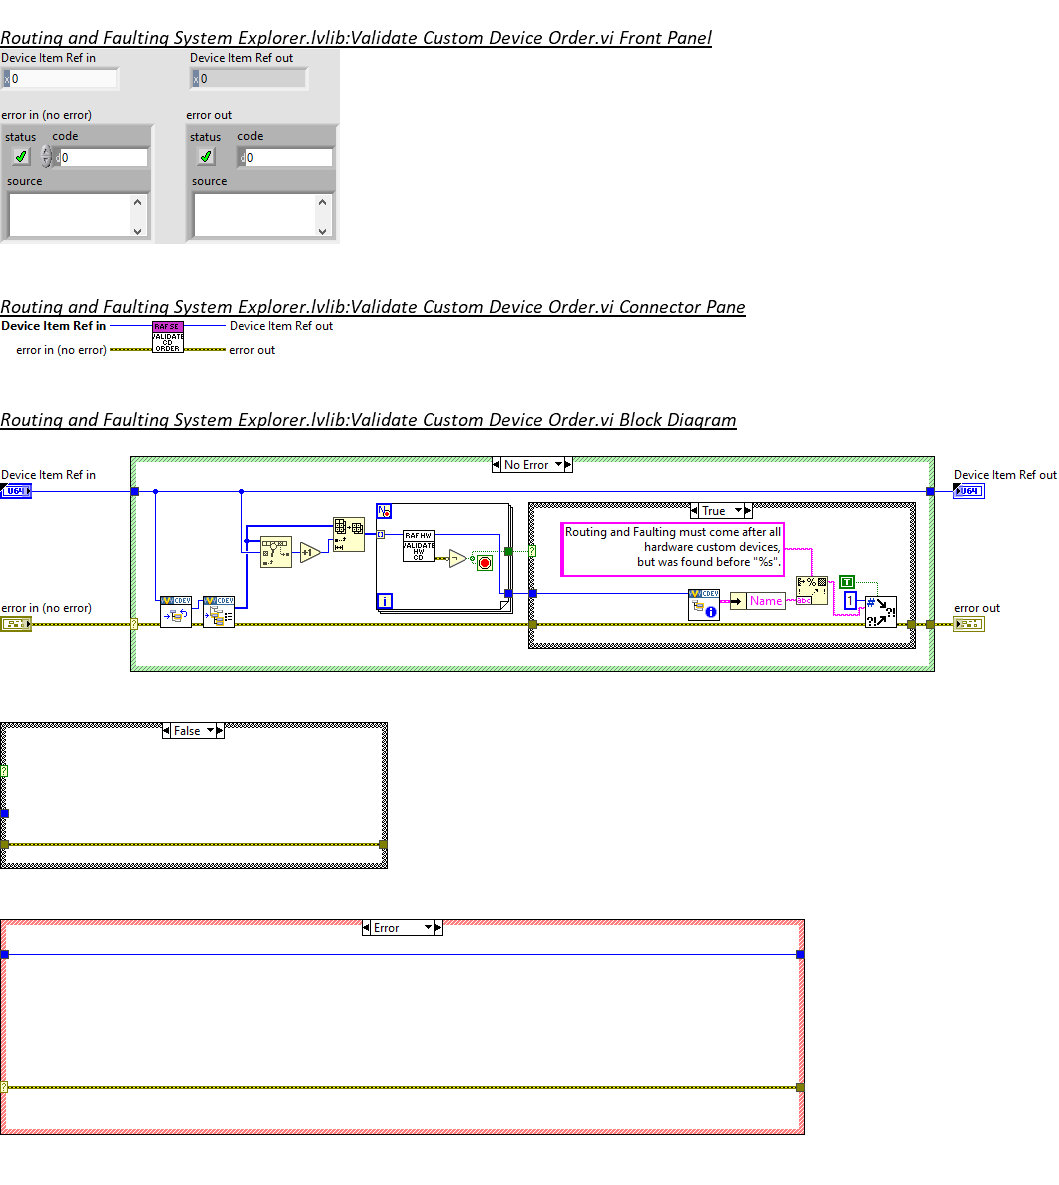 Routing and Faulting System Explorer.lvlib:Validate Custom Device Order.vi Front Panel
Device Item Ref in
Device Item Ref out
x 0
x 0
error in (no error)
error out
status code
status code
d 0
d 0
source
source
Routing and Faulting System Explorer.lvlib:Validate Custom Device Order.vi Connector Pane
Device Item Ref in
RAF SE
VALIDATE
CD
ORDER
Device Item Ref out
error in (no error)
error out
Routing and Faulting System Explorer.lvlib:Validate Custom Device Order.vi Block Diagram
No Error
Device Item Ref in
Device Item Ref out
U64
U64
True
N
Routing and Faulting must come after all
hardware custom devices,
but was found before "%s".
RAF HW
VALIDATE
HW
CD
+1
?
%
abc
T
1
#
?!
?!
i
CDEV
CDEV
CDEV
i
Name
error in (no error)
error out
?
False
?
Error
?